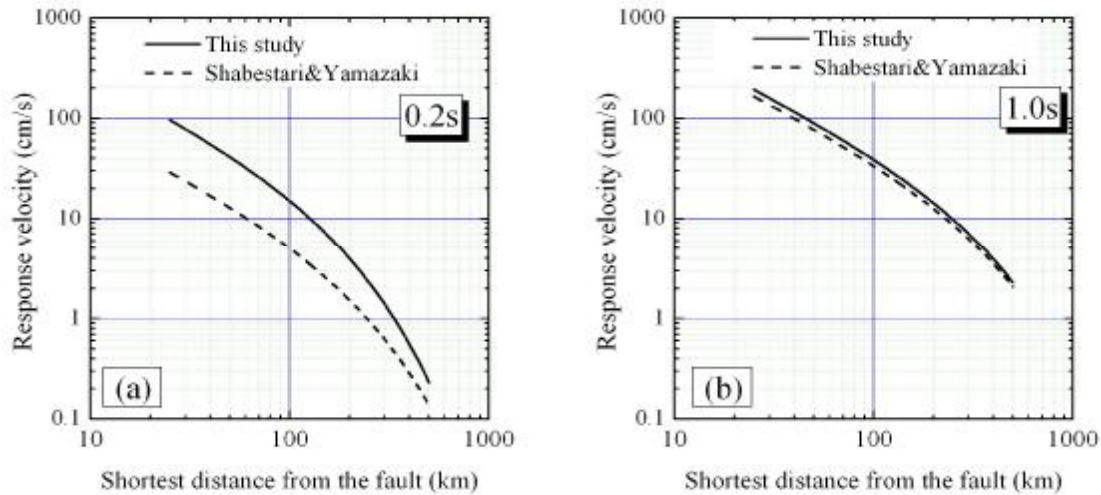 1000
This study
Shabestari&Yamazaki
0.2s
100
10
1
0.1
Response velocity (cm/s)
(a)
10 100 1000
Shortest distance from the fault (km)
1000
This study
Shabestari&Yamazaki
1.0s
100
10
1
0.1
Response velocity (cm/s)
(b)
10 100 1000
Shortest distance from the fault (km)